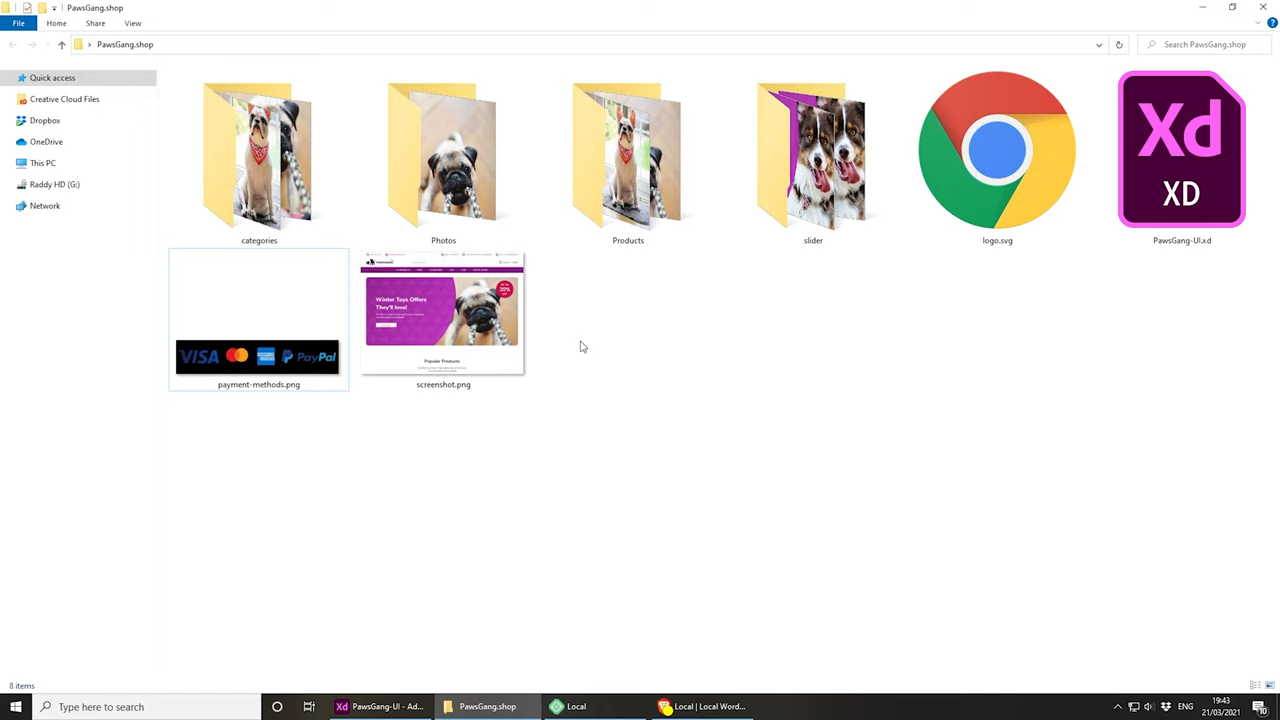 PawsGang.shop
File
Home
Share
View
PawsGang.shop
Search PawsGang.shop
Quick access
Creative Cloud Files
Dropbox
OneDrive
This PC
Raddy HD (G:)
Network
Xd
XD
categories
Photos
Products
slider
logo.svg
PawsGang-UI.xd
VISA
PayPal
Winter Toys Offers
They'll love!
20%
Popular Products
payment-methods.png
screenshot.png
8 items
Type here to search
Xd
PawsGang-UI - Ad...
PawsGang.shop
Local
Local | Local Word...
ENG
19:43
21/03/2021
10